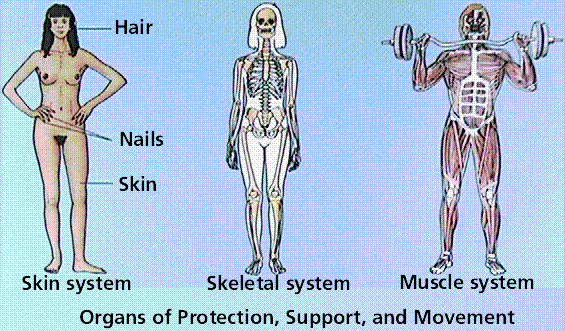 Hair
Nails
Skin
Skin system
Skeletal system
Muscle system
Organs of Protection, Support, and Movement